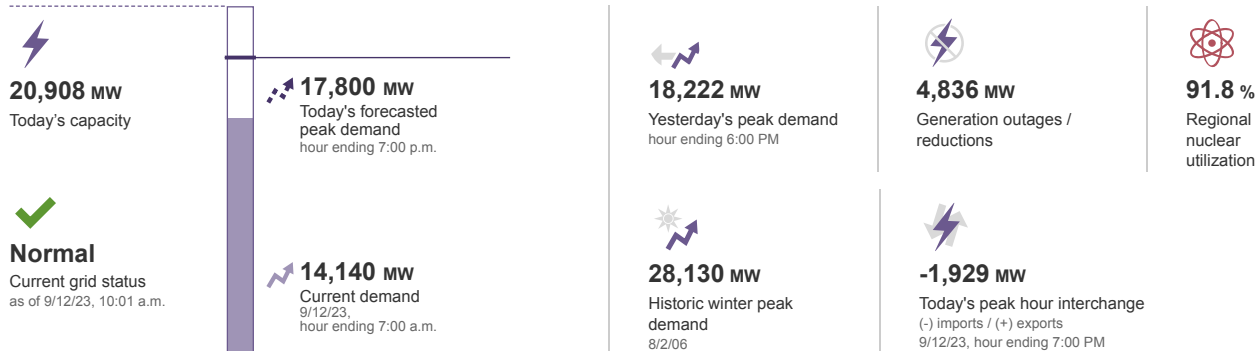 20,908 MW
Today's capacity
Normal
Current grid status
as of 9/12/23, 10:01 a.m.
17,800 MW
Today's forecasted
peak demand
hour ending 7:00 p.m.
14,140 MW
Current demand
9/12/23,
hour ending 7:00 a.m.
18,222 MW
Yesterday's peak demand
hour ending 6:00 PM
4,836 MW
Generation outages /
reductions
91.8 %
Regional
nuclear
utilization
28,130 MW
Historic winter peak
demand
8/2/06
-1,929 MW
Today's peak hour interchange
(-) imports / (+) exports
9/12/23, hour ending 7:00 PM